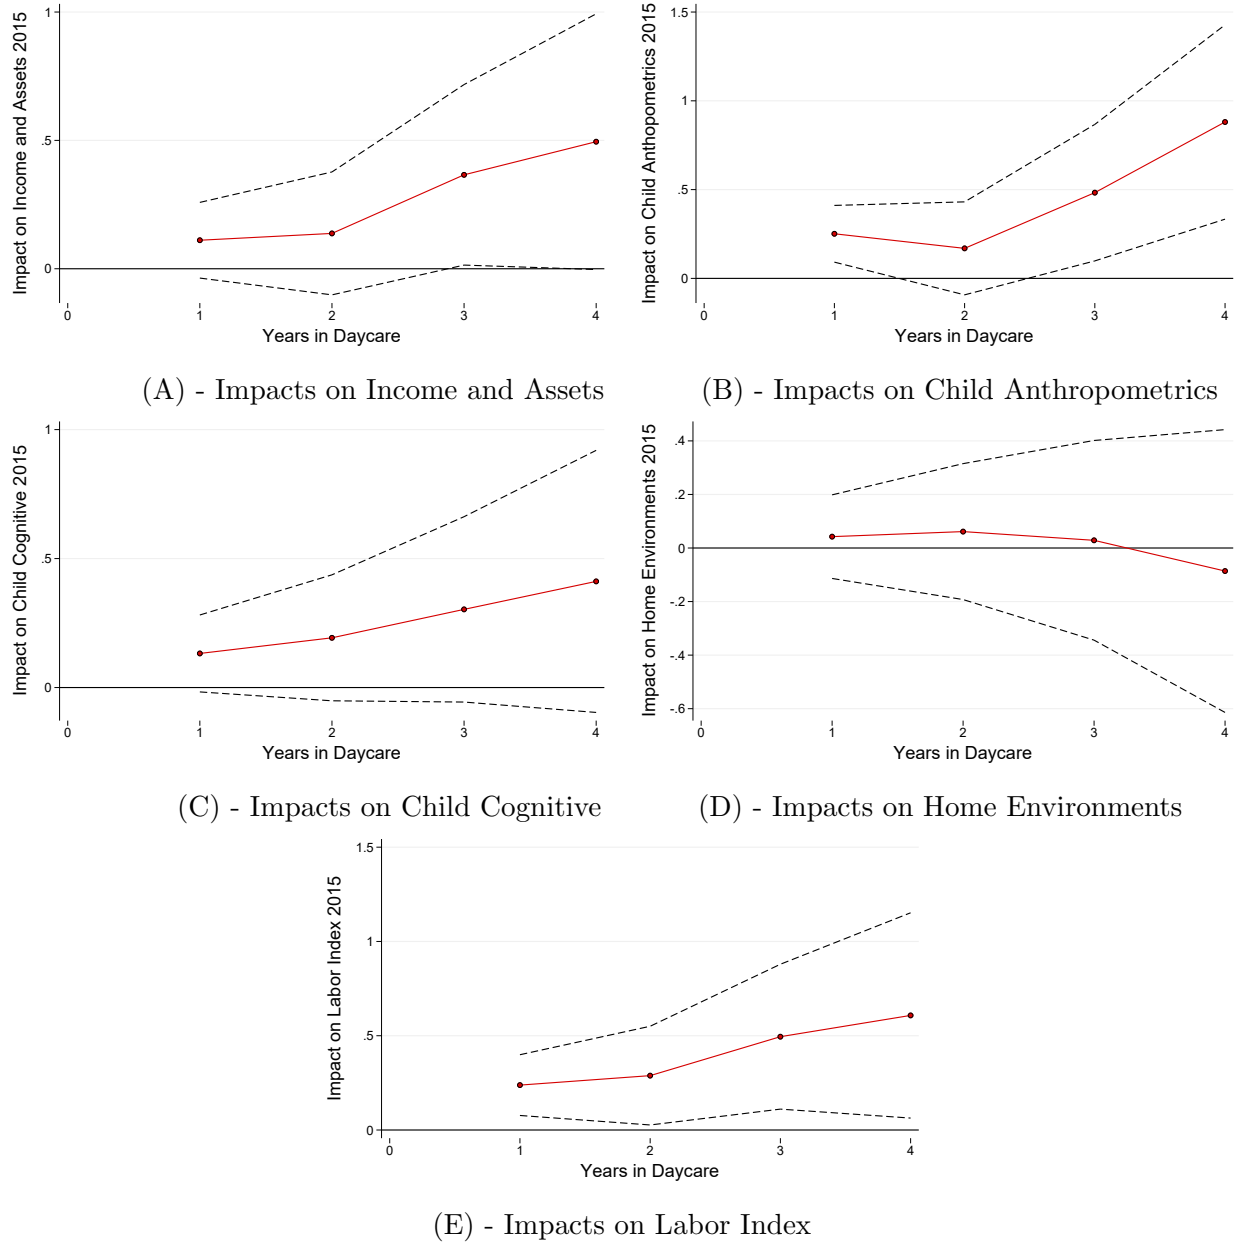 Impact on Income and Assets 2015
1
.5
0
0 1 2 3 4
Years in Daycare
(A) - Impacts on Income and Assets
Impact on Child Anthopometrics 2015
1.5
1
.5
0
0 1 2 3 4
Years in Daycare
(B) - Impacts on Child Anthropometrics
Impact on Child Cognitive 2015
1
.5
0
0 1 2 3 4
Years in Daycare
(C) - Impacts on Child Cognitive
Impact on Home Environments 2015
.4
.2
0
-.2
-.4
-.6
0 1 2 3 4
Years in Daycare
(D) - Impacts on Home Environments
Impact on Labor Index 2015
1.5
1
.5
0
0 1 2 3 4
Years in Daycare
(E) - Impacts on Labor Index